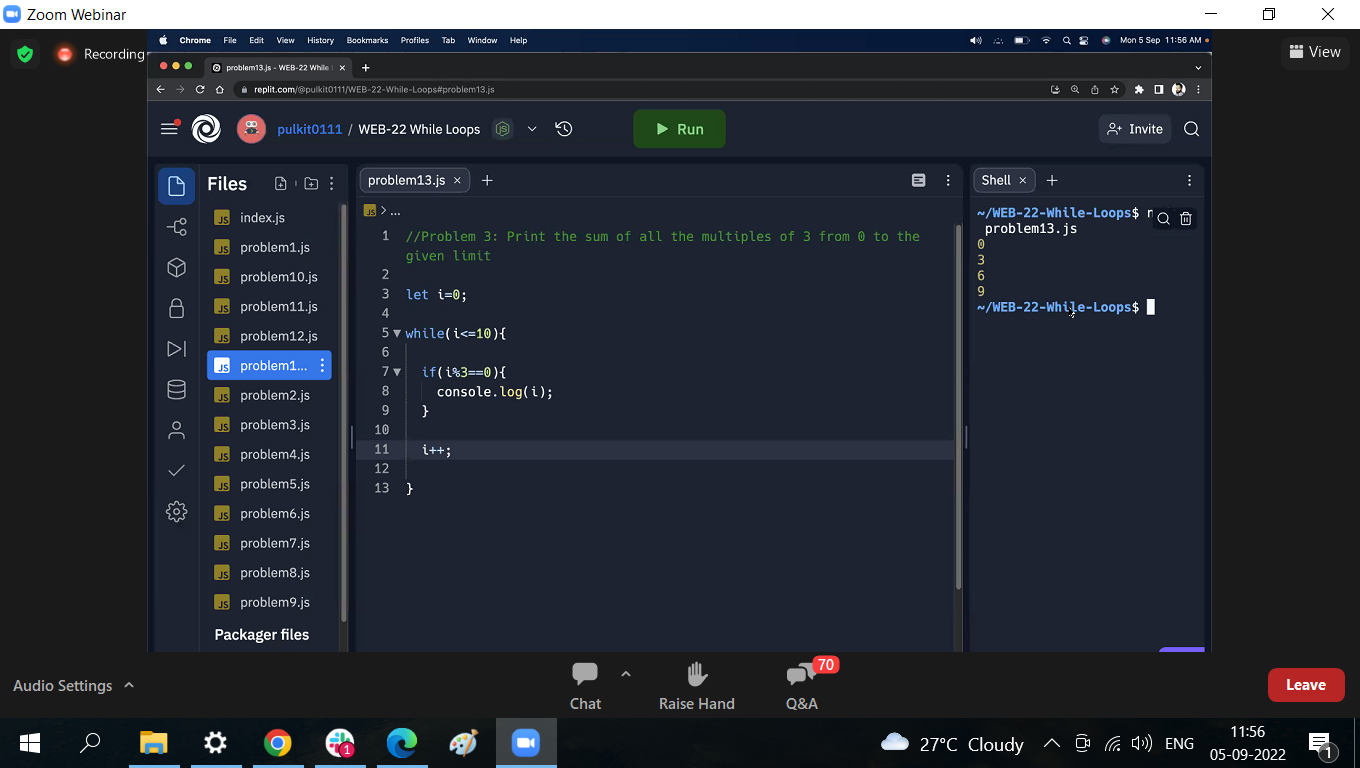 Zoom Webinar
Recording
Chrome File Edit View History Bookmarks Profiles Tab Window Help
Mon 5 Sep 11:56 AM
View
problem13.js - WEB-22 While
replit.com/@pulkit0111/WEB-22-While-Loops#problem13.js
pulkit0111 / WEB-22 While Loops
Run
Invite
Files
index.js
problem1.js
problem10.js
problem11.js
problem12.js
problem1...
problem2.js
problem3.js
problem4.js
problem5.js
problem6.js
problem7.js
problem8.js
problem9.js
Packager files
problem13.js
JS > ...
1 //Problem 3: Print the sum of all the multiples of 3 from 0 to the
given limit
2
3 let i=0;
4
5 while(i<=10){
6
7 if(i%3==0){
8 console.log(i);
9 }
10
11 i++;
12
13 }
Shell
~/WEB-22-While-Loops$
problem13.js
0
3
6
9
~/WEB-22-While-Loops$
Audio Settings
Chat
Raise Hand
70
Q&A
Leave
1
27°C Cloudy
ENG
11:56
05-09-2022
1